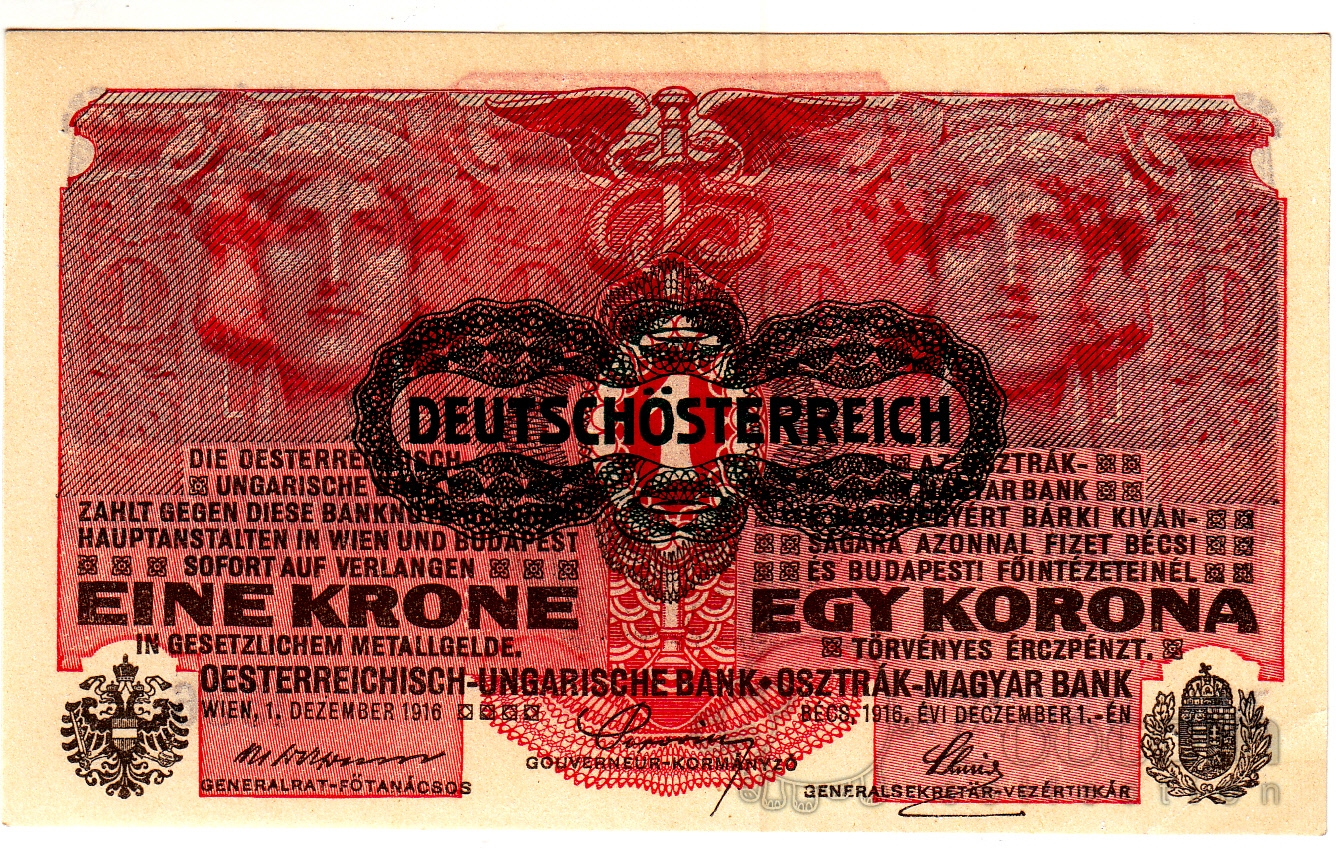 DEUTSCHÖSTERREICH
1
DIE OESTERREICHISCH
UNGARISCHE
ZAHLT GEGEN DIESE
HAUPTANSTALTEN IN WIEN UND BUDAPEST
SOFORT AUF VERLANGEN
EINE KRONE
IN GESETZLICHEM METALLGELDE.
AZ OSZTRÁK-
MAGYAR BANK
BÁRKI KIVÁN-
SÁGÁRA AZONNAL FIZET BÉCSI
ÉS BUDAPESTI FŐINTÉZETEINÉL
EGY KORONA
TÖRVÉNYES ÉRCZPÉNZT.
OESTERREICHISCH-UNGARISCHE BANK • OSZTRÁK-MAGYAR BANK
WIEN, 1. DEZEMBER 1916
BÉCS, 1916. ÉVI DECZEMBER 1.-ÉN
GENERALRAT-FŐTANÁCSOS
GOUVERNEUR-KORMÁNYZÓ
GENERALSEKRETÄR-VEZÉRTITKÁR